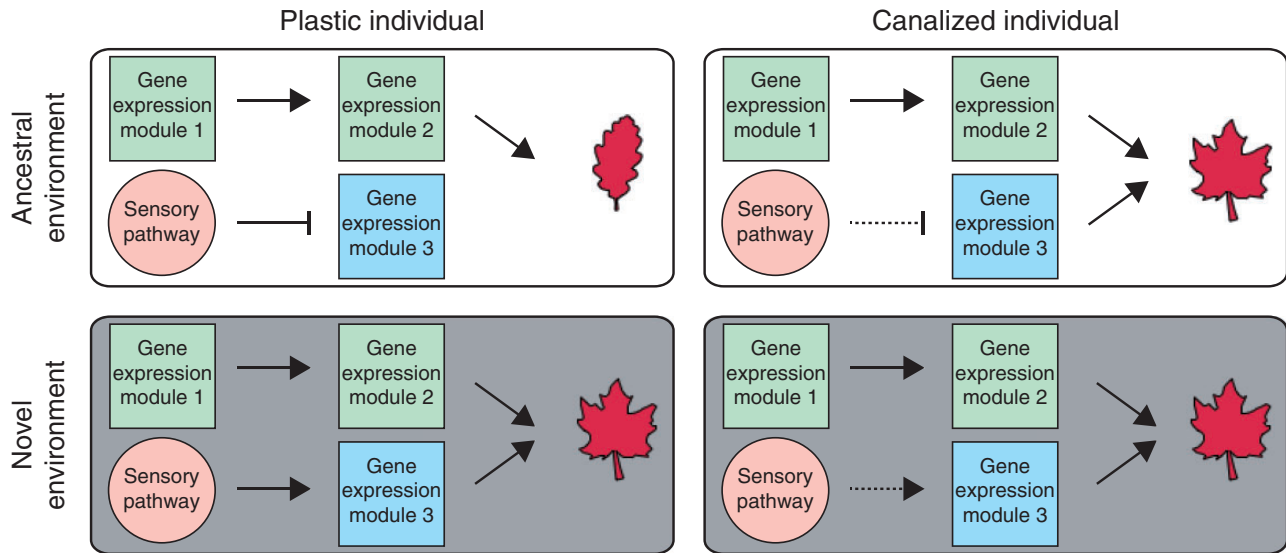 Plastic individual
Canalized individual
Ancestral
environment
Gene
expression
module 1
Gene
expression
module 2
Sensory
pathway
Gene
expression
module 3
Gene
expression
module 1
Gene
expression
module 2
Sensory
pathway
Gene
expression
module 3
Novel
environment
Gene
expression
module 1
Gene
expression
module 2
Sensory
pathway
Gene
expression
module 3
Gene
expression
module 1
Gene
expression
module 2
Sensory
pathway
Gene
expression
module 3